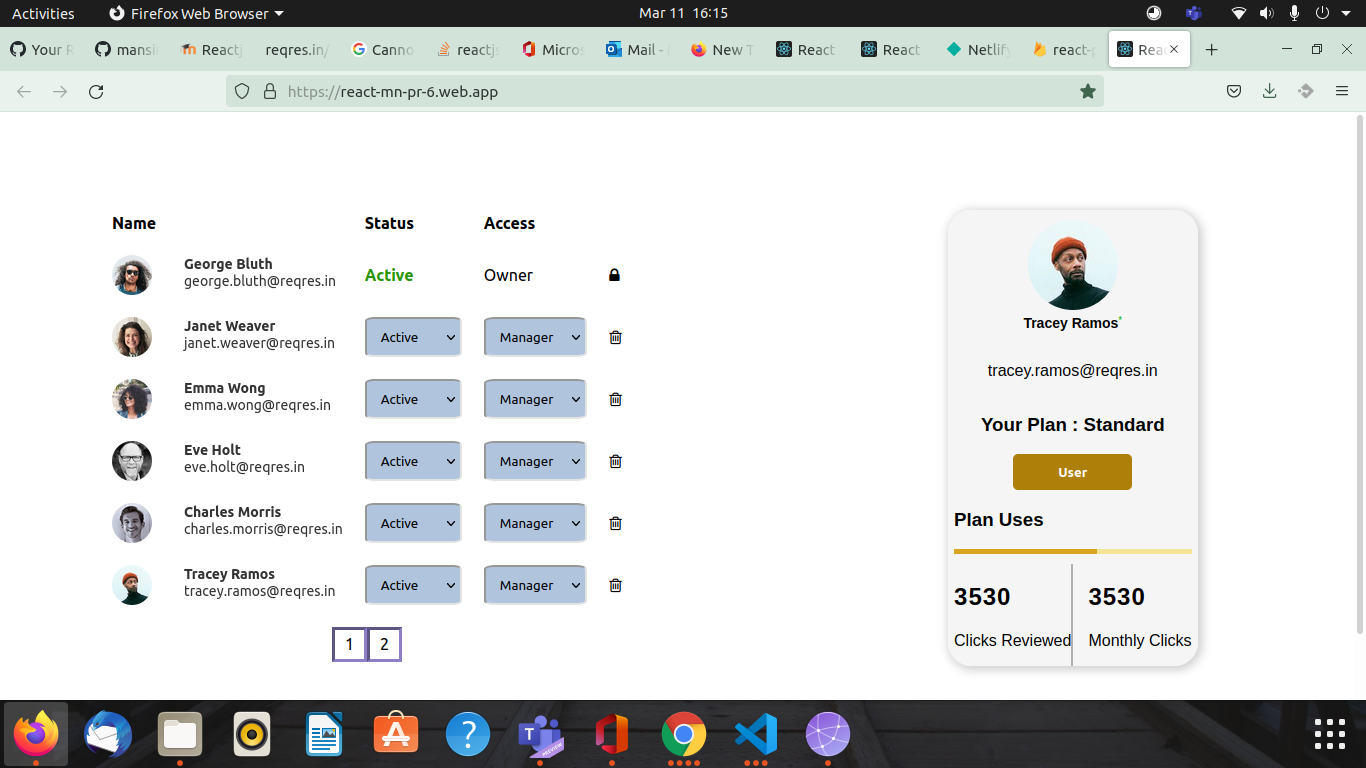 Activities
Firefox Web Browser
Mar 11 16:15
Your R
mansi
Reactj
reqres.in/
Canno
reactjs
Micros
Mail -
New T
React
React
Netlify
react-p
Reac
https://react-mn-pr-6.web.app
Name Status Access
George Bluth
george.bluth@reqres.in
Active Owner
Janet Weaver
janet.weaver@reqres.in
Active Manager
Emma Wong
emma.wong@reqres.in
Active Manager
Eve Holt
eve.holt@reqres.in
Active Manager
Charles Morris
charles.morris@reqres.in
Active Manager
Tracey Ramos
tracey.ramos@reqres.in
Active Manager
1 2
Tracey Ramos*
tracey.ramos@reqres.in
Your Plan : Standard
User
Plan Uses
3530 3530
Clicks Reviewed Monthly Clicks
PREVIEW